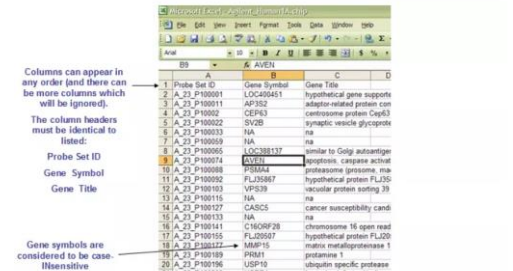 Microsoft Excel - Agilent_Human1A.chip
File Edit View Insert Format Tools Data Window Help
Arial 10 B I U
B9 AVEN
A B C D
1 Probe Set ID Gene Symbol Gene Title
2 A_23_P100001 LOC400451 hypothetical gene supporte
3 A_23_P100011 AP3S2 adaptor-related protein con
4 A_23_P10002 CEP63 centrosome protein Cep63
5 A_23_P100022 SV2B synaptic vesicle glycoprote
6 A_23_P100033 NA na
7 A_23_P100059 NA na
8 A_23_P100065 LOC388137 similar to Golgi autoantigen
9 A_23_P100074 AVEN apoptosis, caspase activat
10 A_23_P100088 PSMA4 proteasome (prosome, mac
11 A_23_P100092 FLJ35867 hypothetical protein FLJ35
12 A_23_P100103 VPS39 vacuolar protein sorting 39
13 A_23_P100115 NA na
14 A_23_P100127 CASC5 cancer susceptibility candi
15 A_23_P100133 NA na
16 A_23_P100141 C16ORF28 chromosome 16 open read
17 A_23_P100155 FLJ20507 hypothetical protein FLJ20
18 A_23_P100177 MMP15 matrix metalloproteinase 1
19 A_23_P100189 PRM1 protamine 1
20 A_23_P100196 USP10 ubiquitin specific protease
Columns can appear
in any order (and there can
be more columns which
will be ignored).
The column headers
must be identical to
listed:
Probe Set ID
Gene Symbol
Gene Title
Gene symbols are
considered to be case-
INsensitive